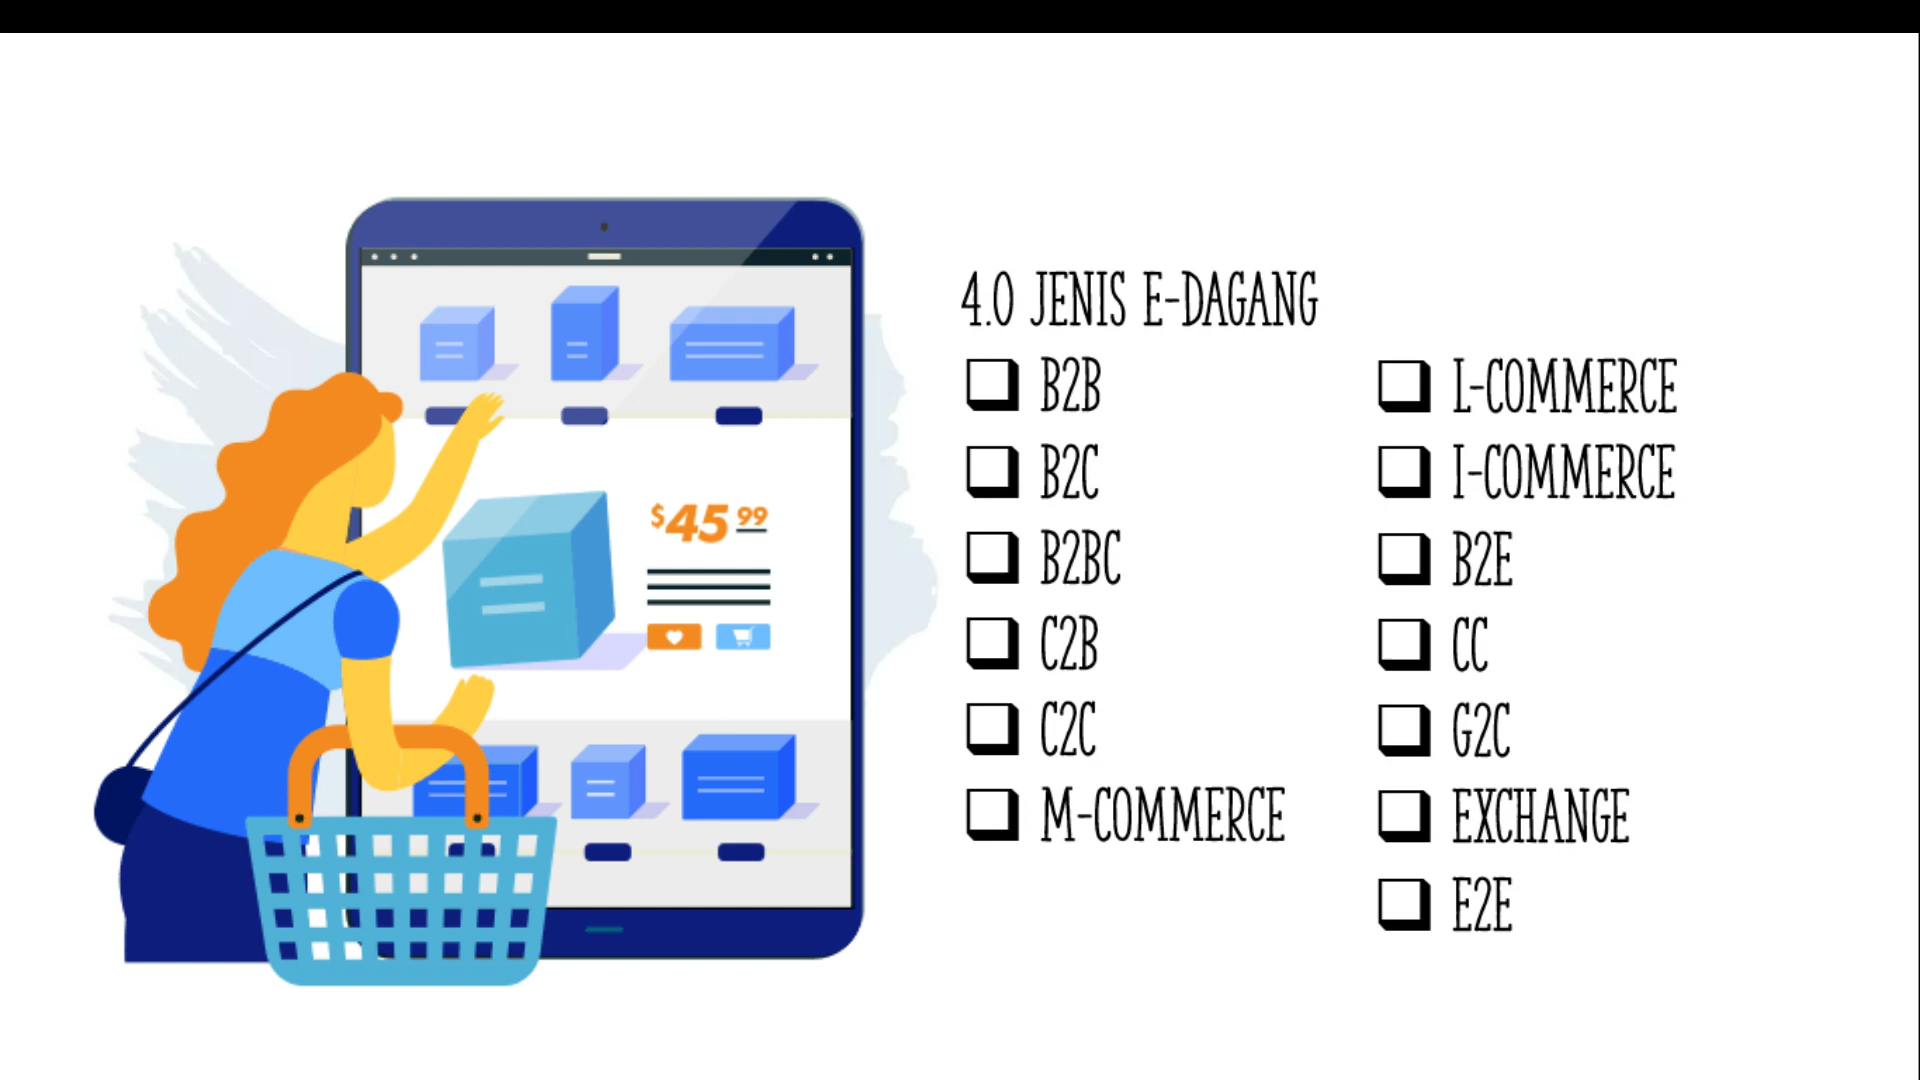 4.0 JENIS E-DAGANG
B2B
B2C
B2BC
C2B
C2C
M-COMMERCE
L-COMMERCE
I-COMMERCE
B2E
CC
G2C
EXCHANGE
E2E
$45 99